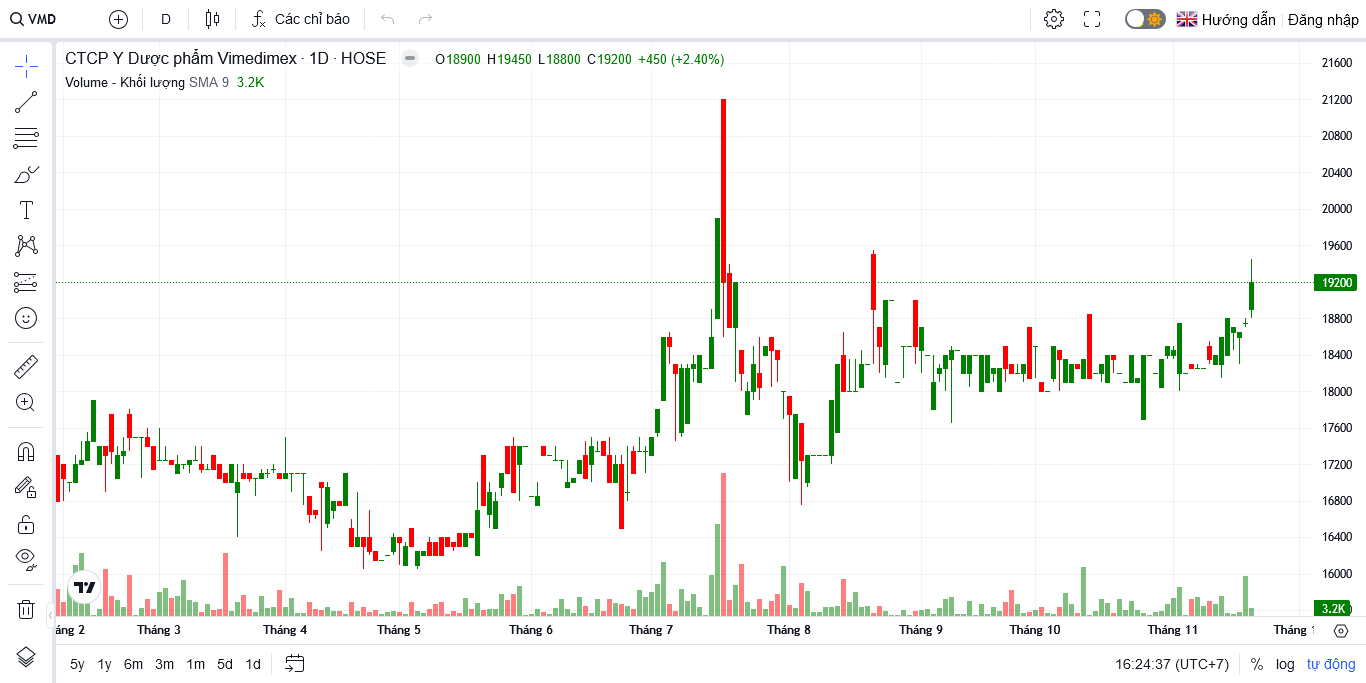 VMD D Các chỉ báo Hướng dẫn Đăng nhập
CTCP Y Dược phẩm Vimedimex · 1D · HOSE O18900 H19450 L18800 C19200 +450 (+2.40%)
Volume - Khối lượng SMA 9 3.2K
21600
21200
20800
20400
20000
19600
19200
18800
18400
18000
17600
17200
16800
16400
16000
3.2K
áng 2 Tháng 3 Tháng 4 Tháng 5 Tháng 6 Tháng 7 Tháng 8 Tháng 9 Tháng 10 Tháng 11 Tháng 1
5y 1y 6m 3m 1m 5d 1d 16:24:37 (UTC+7) % log tự động